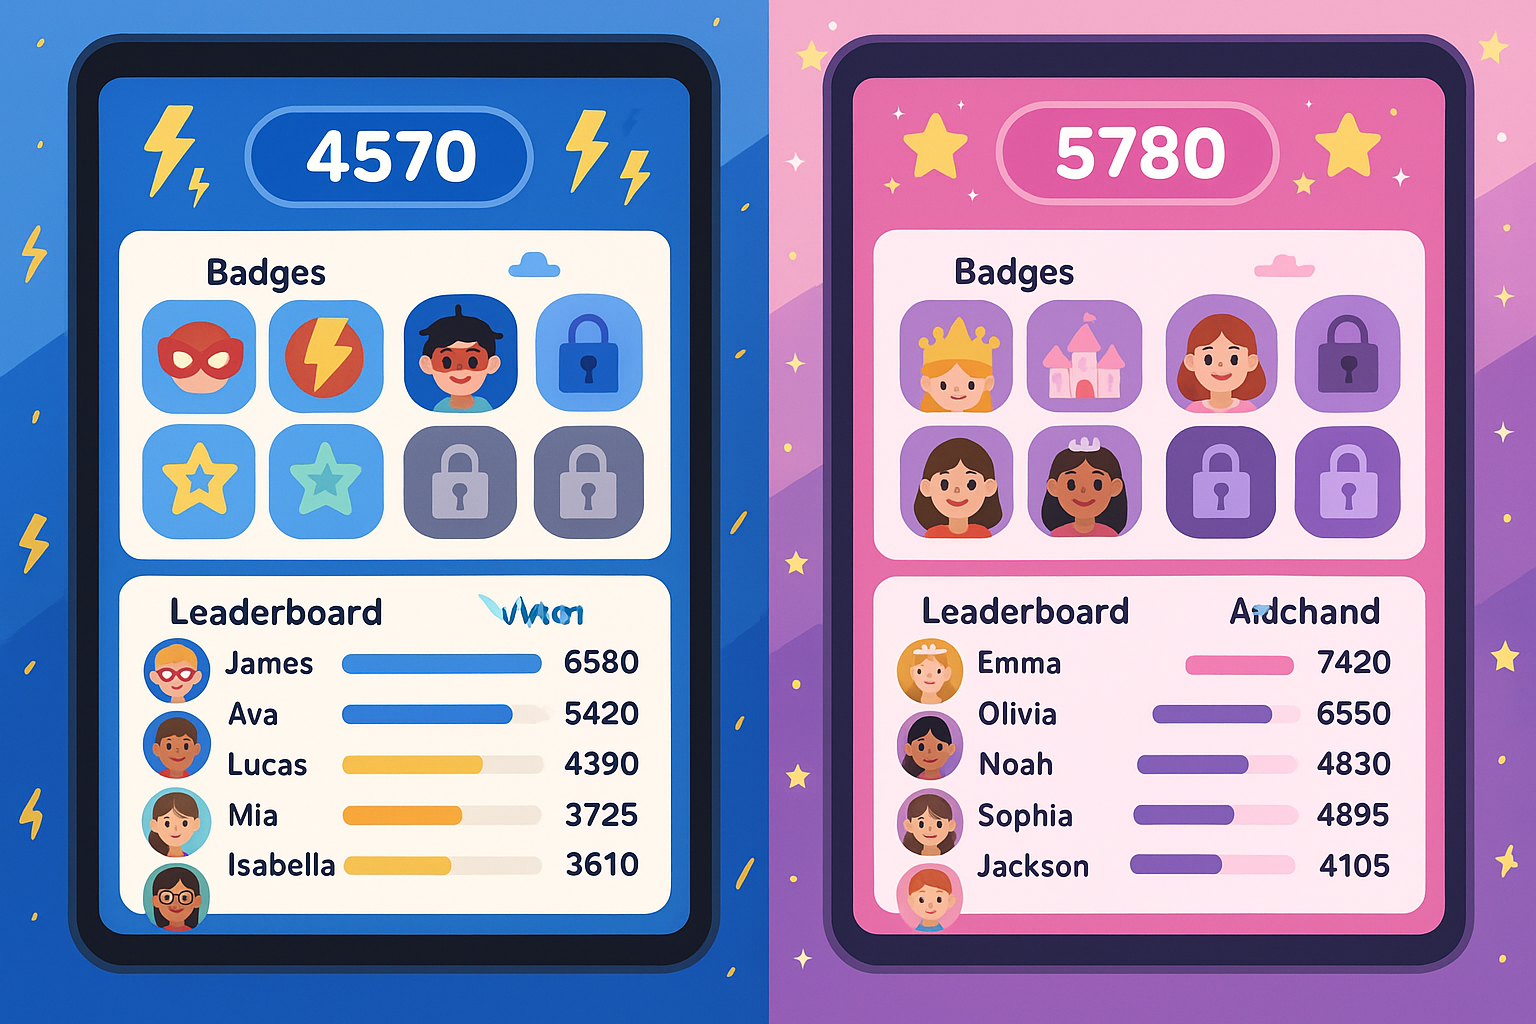 4570
Badges
Leaderboard
James 6580
Ava 5420
Lucas 4390
Mia 3725
Isabella 3610
5780
Badges
Leaderboard
Emma 7420
Olivia 6550
Noah 4830
Sophia 4895
Jackson 4105